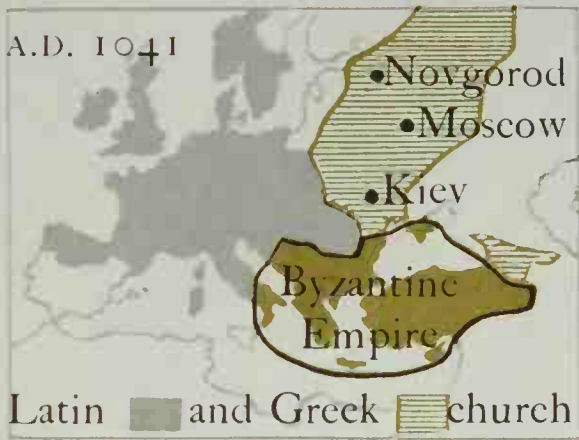 A.D. 1041
Novgorod
Moscow
Kiev
Byzantine
Empire
Latin and Greek church